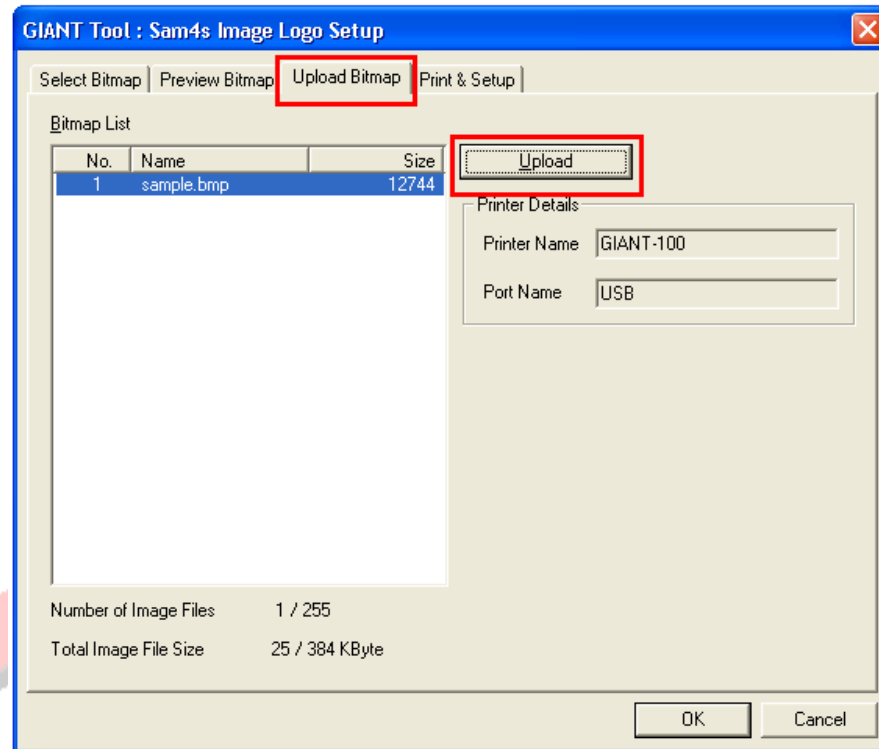 GIANT Tool : Sam4s Image Logo Setup
Select Bitmap Preview Bitmap Upload Bitmap Print & Setup
Bitmap List
No. Name Size
1 sample.bmp 12744
Upload
Printer Details
Printer Name GIANT-100
Port Name USB
Number of Image Files 1 / 255
Total Image File Size 25 / 384 KByte
OK Cancel